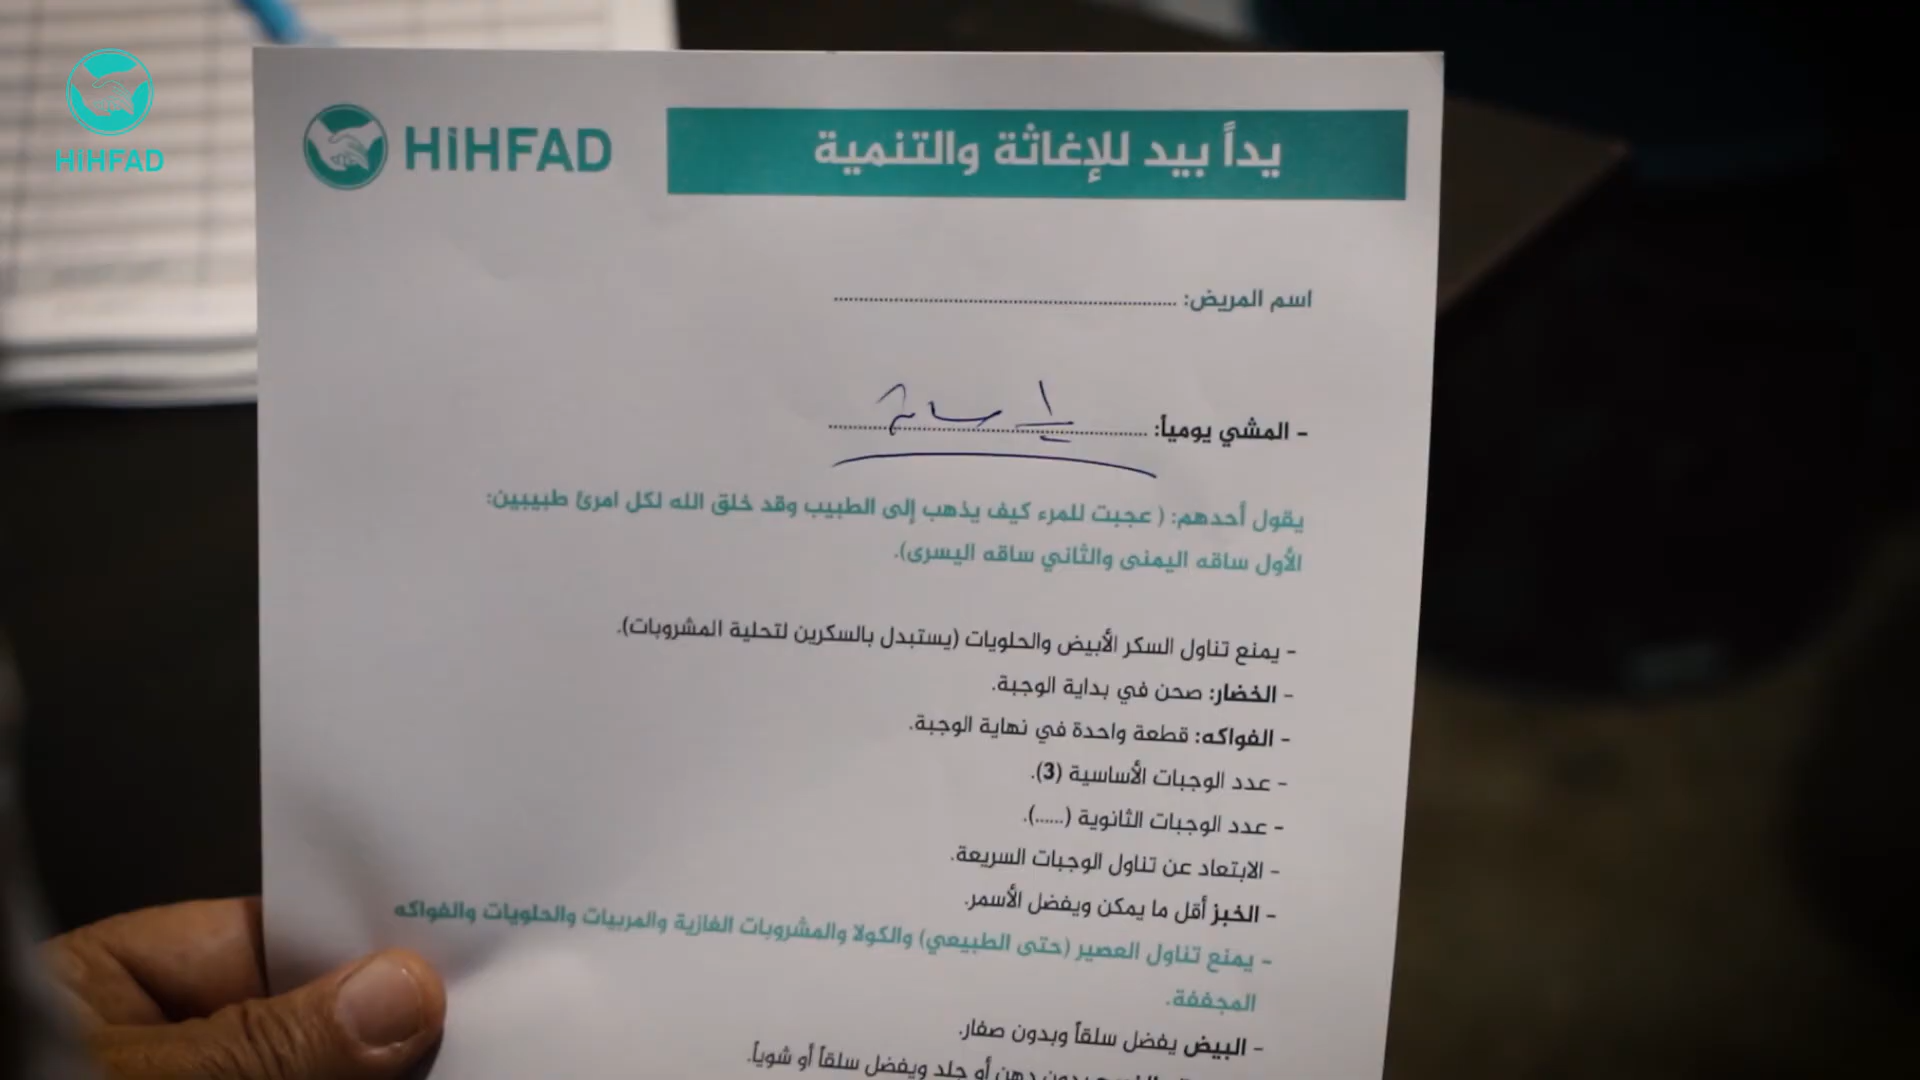 HiHFAD
HiHFAD
يداً بيد للإغاثة والتنمية
اسم المريض: ........................
- المشي يومياً: ........................
يقول أحدهم: ( عجبت للمرء كيف يذهب إلى الطبيب وقد خلق الله لكل امرئ طبيبين:
الأول ساقه اليمنى والثاني ساقه اليسرى).
- يمنع تناول السكر الأبيض والحلويات (يستبدل بالسكرين لتحلية المشروبات).
- الخضار: صحن في بداية الوجبة.
- الفواكه: قطعة واحدة في نهاية الوجبة.
- عدد الوجبات الأساسية (3).
- عدد الوجبات الثانوية (......).
- الابتعاد عن تناول الوجبات السريعة.
- الخبز أقل ما يمكن ويفضل الأسمر.
- يمنع تناول العصير (حتى الطبيعي) والكولا والمشروبات الغازية والمربيات والحلويات والفواكه
المجففة.
- البيض يفضل سلقاً وبدون صفار.
بدون دهن أو جلد ويفضل سلقاً أو شوياً.